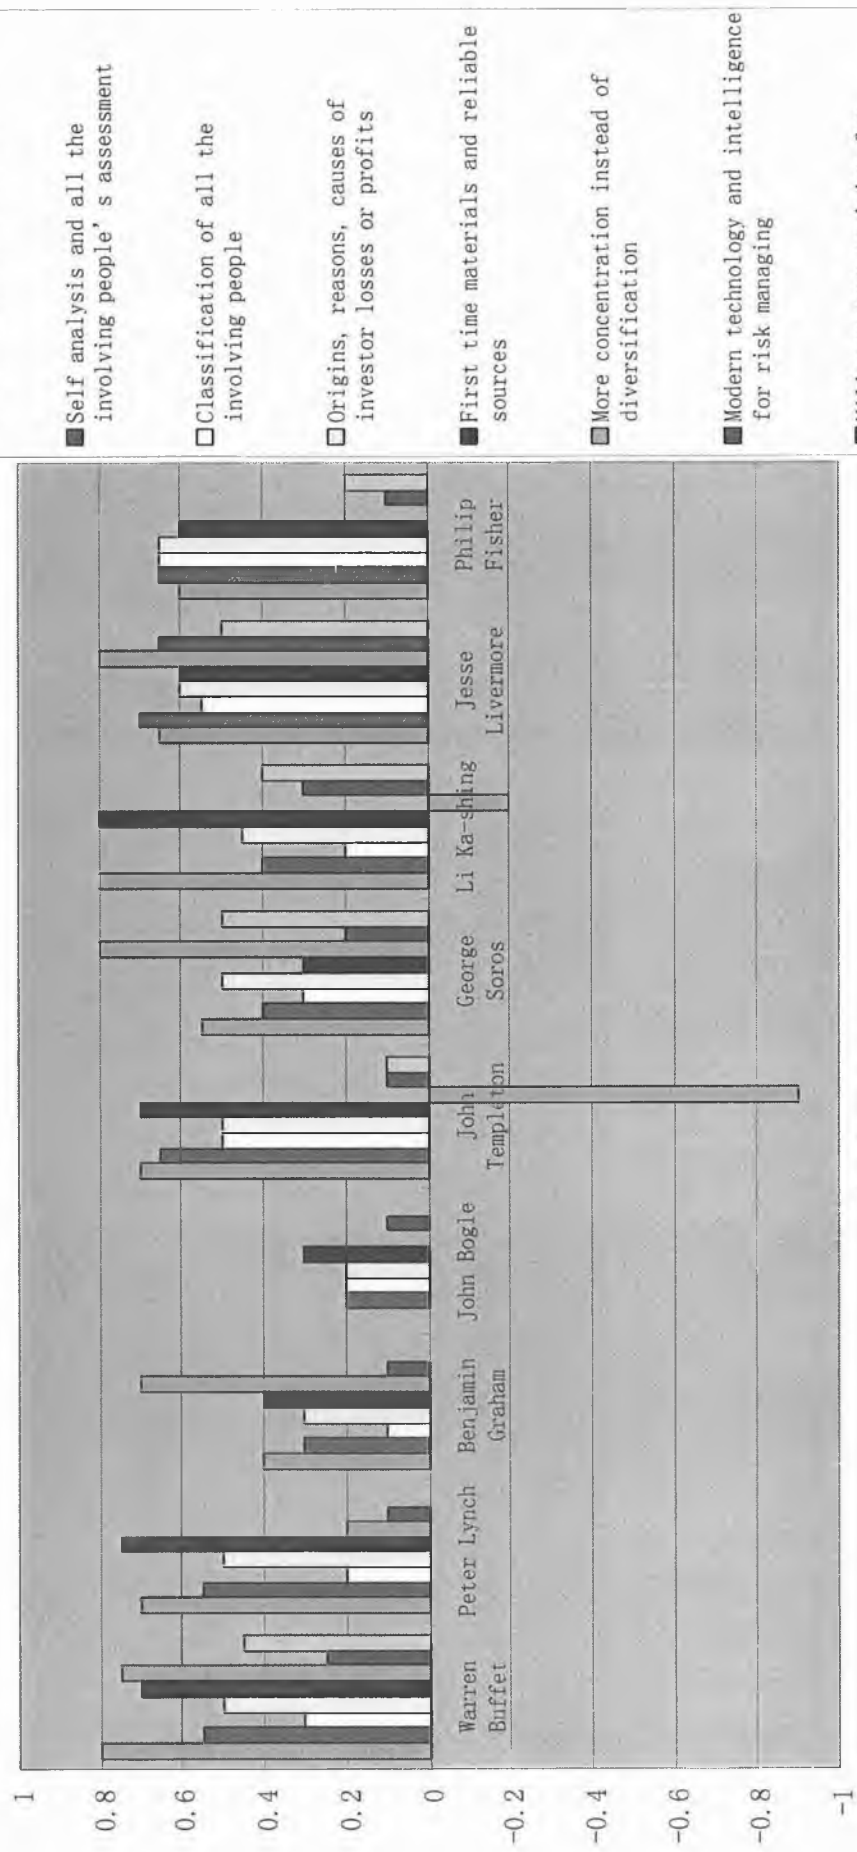 1
0.8
0.6
0.4
0.2
0
-0.2
-0.4
-0.6
-0.8
-1
Warren
Buffet
Peter Lynch
Benjamin
Graham
John Bogle
John
Templeton
George
Soros
Li Ka-shing
Jesse
Livermore
Philip
Fisher
Self analysis and all the
involving people's assessment
Classification of all the
involving people
Origins, reasons, causes of
investor losses or profits
First time materials and reliable
sources
More concentration instead of
diversification
Modern technology and intelligence
for risk managing